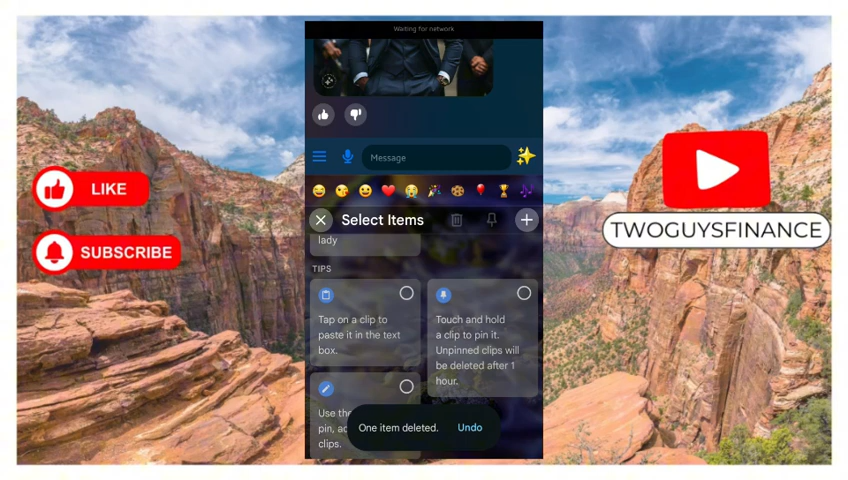 Waiting for network
Message
Select Items
lady
TIPS
Tap on a clip to
paste it in the text
box.
Touch and hold
a clip to pin it.
Unpinned clips will
be deleted after 1
hour.
Use the
pin, ad
clips.
One item deleted.
Undo
LIKE
SUBSCRIBE
TWOGUYSFINANCE